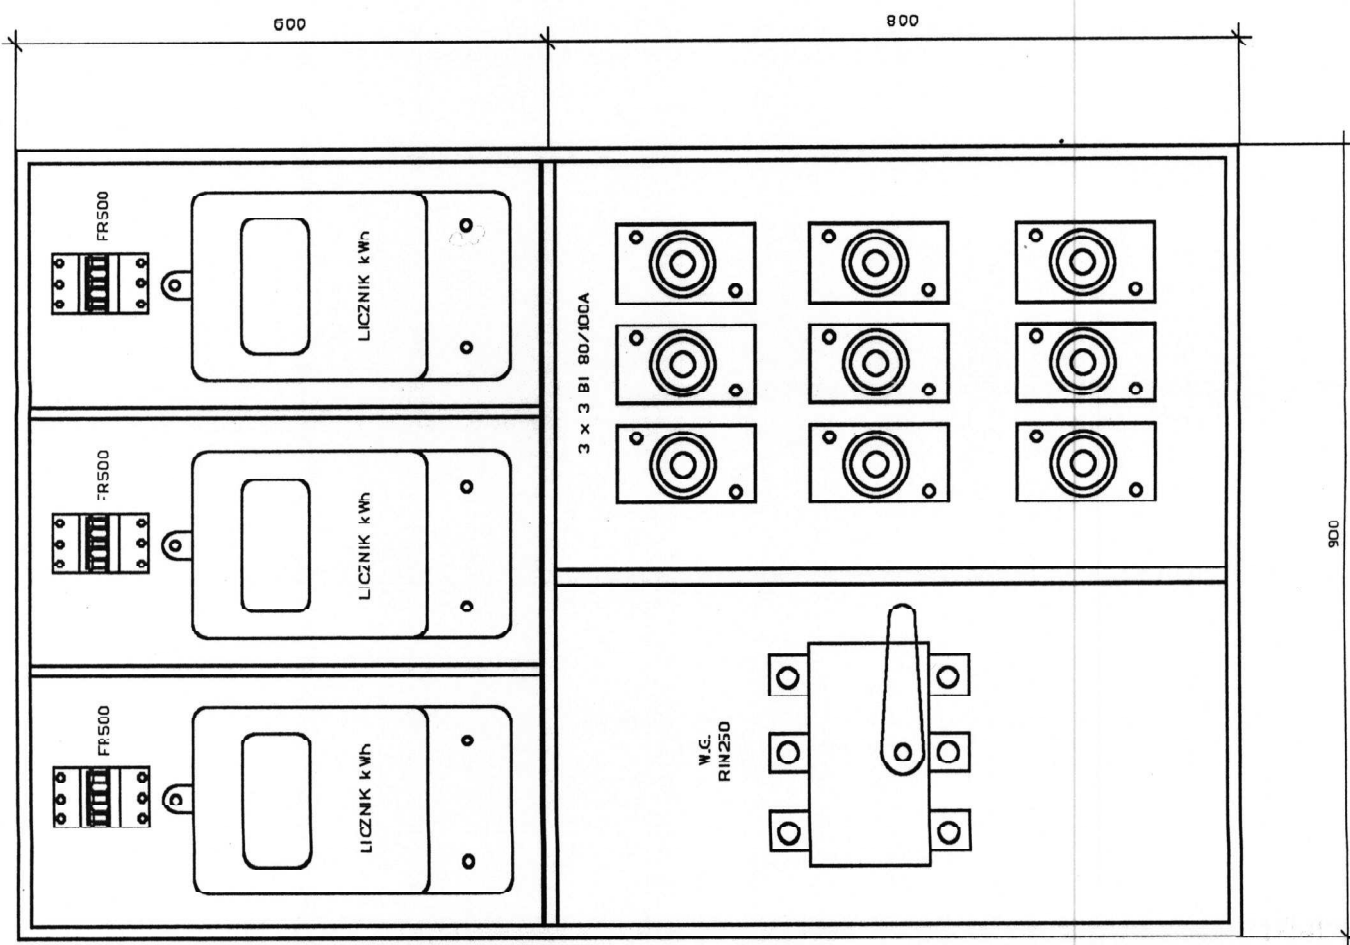 600
800
FR500
LICZNIK kWh
3 x 3 BI 80/100A
FR500
LICZNIK kWh
900
FR500
LICZNIK kWh
W.G.
RIN250